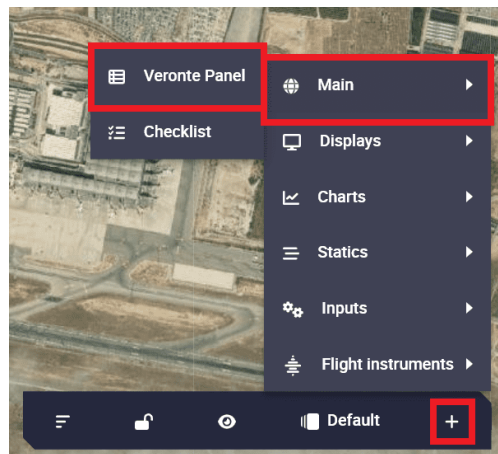 Veronte Panel
Main
Checklist
Displays
Charts
Statics
Inputs
Flight instruments
Default